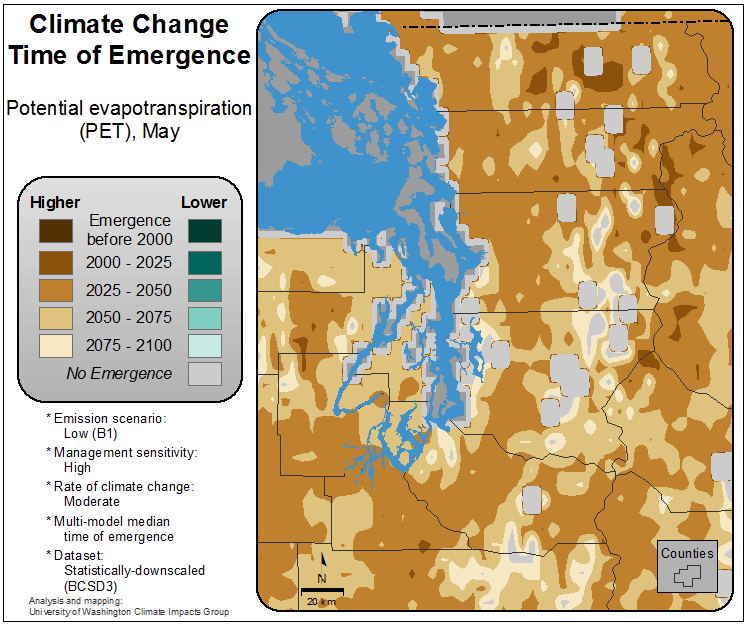 Climate Change
Time of Emergence
Potential evapotranspiration
(PET), May
Higher Lower
Emergence
before 2000
2000 - 2025
2025 - 2050
2050 - 2075
2075 - 2100
No Emergence
* Emission scenario:
Low (B1)
* Management sensitivity:
High
* Rate of climate change:
Moderate
* Multi-model median
time of emergence
* Dataset:
Statistically-downscaled
(BCSD3)
Analysis and mapping:
University of Washington Climate Impacts Group
N
20 km
Counties